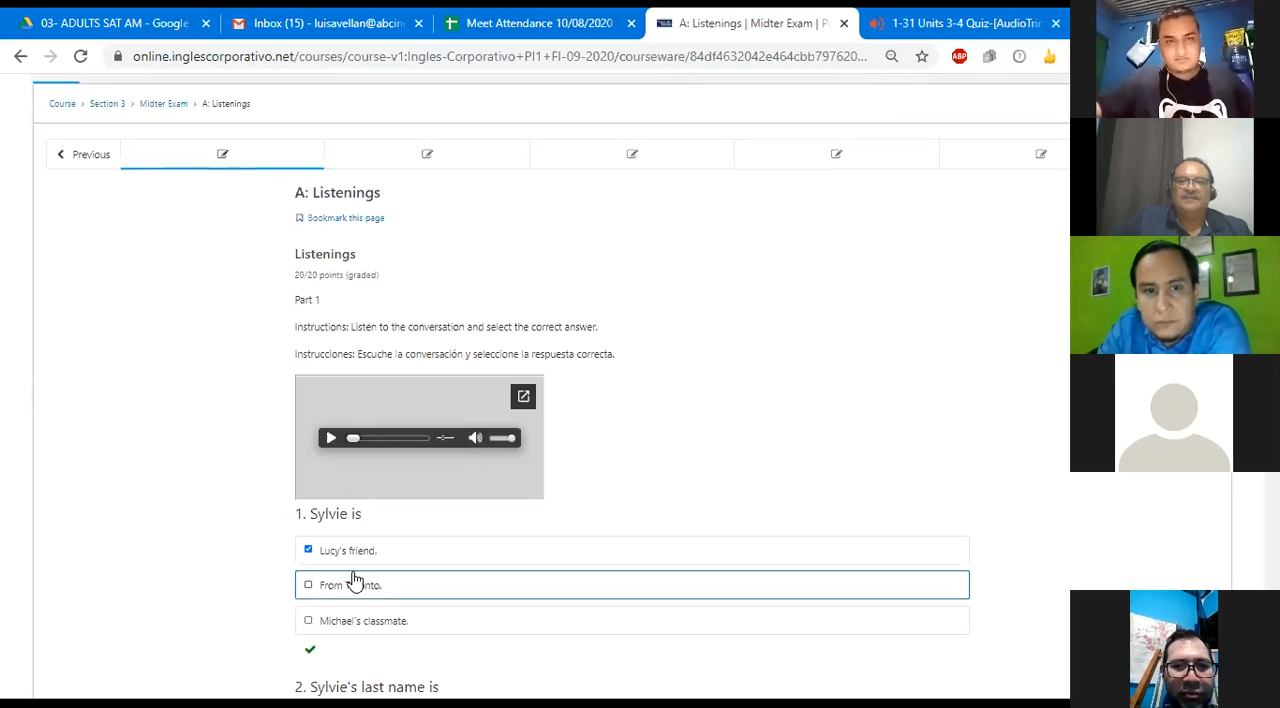 03- ADULTS SAT AM - Google
Inbox (15) - luisavellan@abcin
Meet Attendance 10/08/2020
A: Listenings | Midter Exam | P
1-31 Units 3-4 Quiz-[AudioTri
online.inglescorporativo.net/courses/course-v1:Ingles-Corporativo+PI1+FI-09-2020/courseware/84df4632042e464cbb797620...
ABP
Course > Section 3 > Midter Exam > A: Listenings
Previous
A: Listenings
Bookmark this page
Listenings
20/20 points (graded)
Part 1
Instructions: Listen to the conversation and select the correct answer.
Instrucciones: Escuche la conversación y seleccione la respuesta correcta.
1. Sylvie is
Lucy's friend.
From
Michael's classmate.
2. Sylvie's last name is